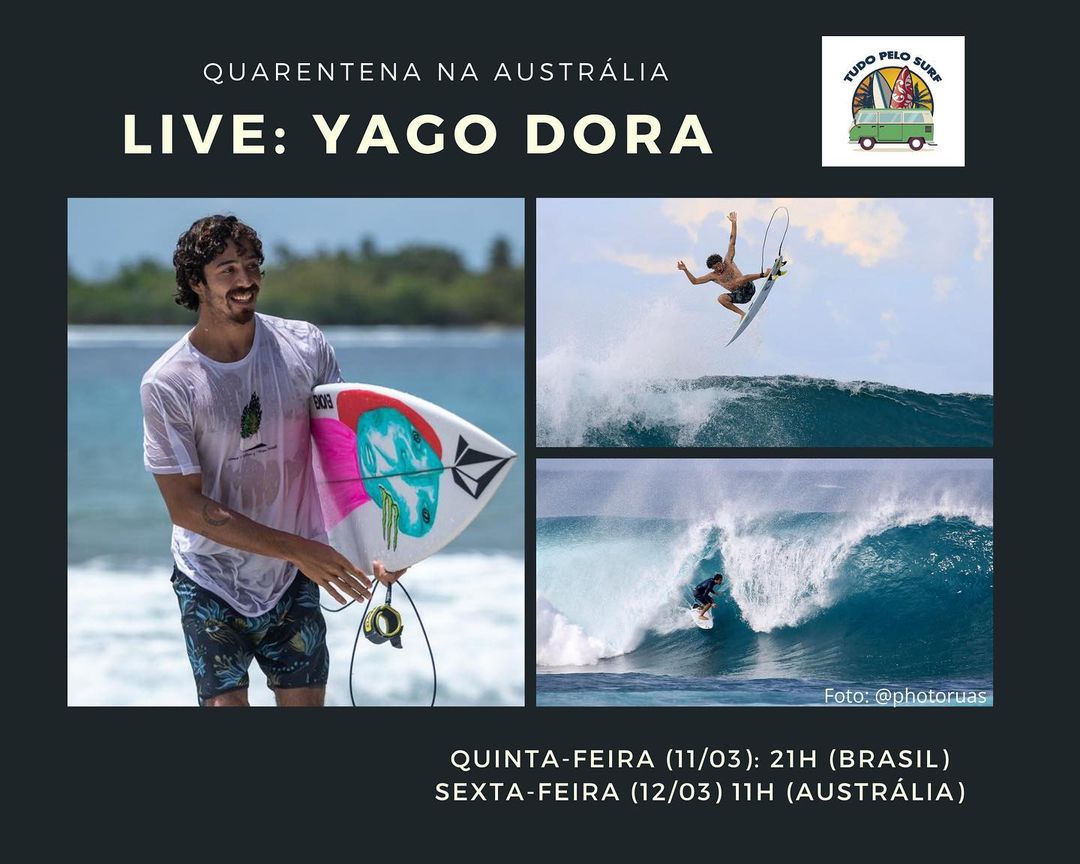 QUARENTENA NA AUSTRÁLIA
LIVE: YAGO DORA
TUDO PELO SURF
Foto: @photoruas
QUINTA-FEIRA (11/03): 21H (BRASIL)
SEXTA-FEIRA (12/03) 11H (AUSTRÁLIA)